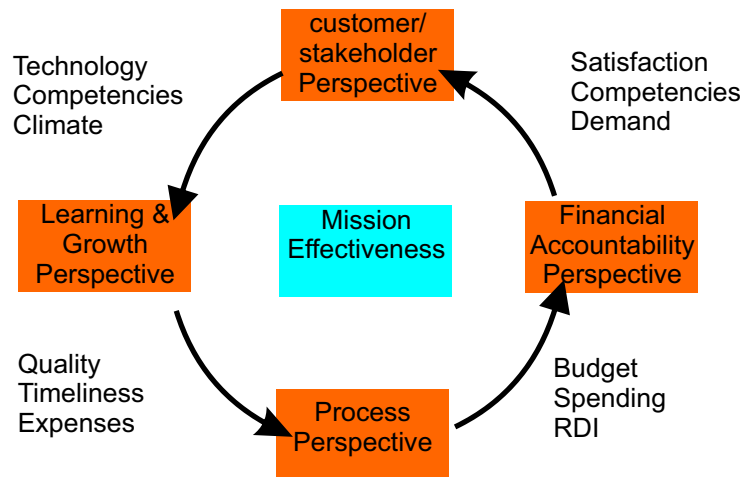 customer/
stakeholder
Perspective
Technology
Competencies
Climate
Satisfaction
Competencies
Demand
Learning &
Growth
Perspective
Mission
Effectiveness
Financial
Accountability
Perspective
Quality
Timeliness
Expenses
Process
Perspective
Budget
Spending
RDI